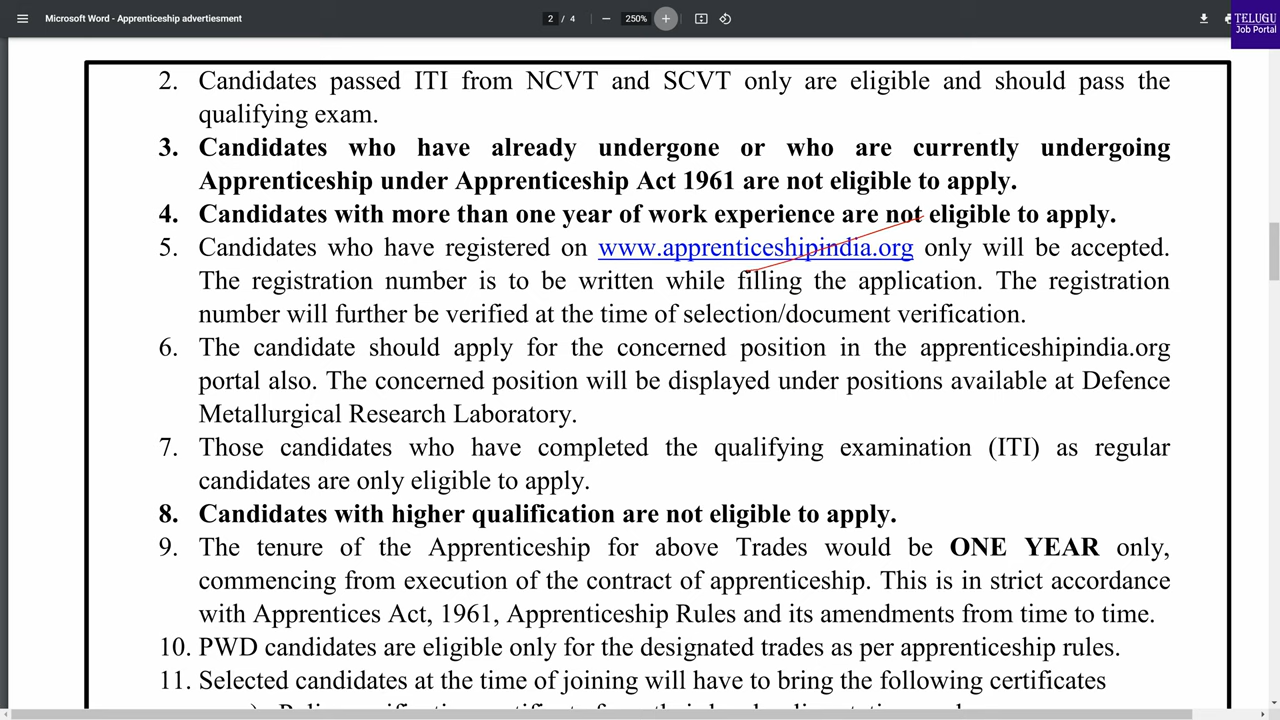 Microsoft Word - Apprenticeship advertiesment
2 / 4
250%
TELUGU
Job Portal
2. Candidates passed ITI from NCVT and SCVT only are eligible and should pass the
qualifying exam.
3. Candidates who have already undergone or who are currently undergoing
Apprenticeship under Apprenticeship Act 1961 are not eligible to apply.
4. Candidates with more than one year of work experience are not eligible to apply.
5. Candidates who have registered on www.apprenticeshipindia.org only will be accepted.
The registration number is to be written while filling the application. The registration
number will further be verified at the time of selection/document verification.
6. The candidate should apply for the concerned position in the apprenticeshipindia.org
portal also. The concerned position will be displayed under positions available at Defence
Metallurgical Research Laboratory.
7. Those candidates who have completed the qualifying examination (ITI) as regular
candidates are only eligible to apply.
8. Candidates with higher qualification are not eligible to apply.
9. The tenure of the Apprenticeship for above Trades would be ONE YEAR only,
commencing from execution of the contract of apprenticeship. This is in strict accordance
with Apprentices Act, 1961, Apprenticeship Rules and its amendments from time to time.
10. PWD candidates are eligible only for the designated trades as per apprenticeship rules.
11. Selected candidates at the time of joining will have to bring the following certificates